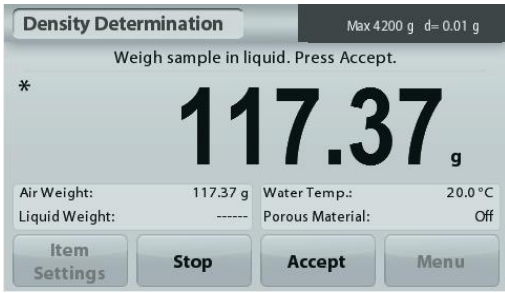 Density Determination
Max 4200 g d= 0.01 g
Weigh sample in liquid. Press Accept.
*
117.37 g
Air Weight: 117.37 g Water Temp.: 20.0 °C
Liquid Weight: ------ Porous Material: Off
Item Settings Stop Accept Menu